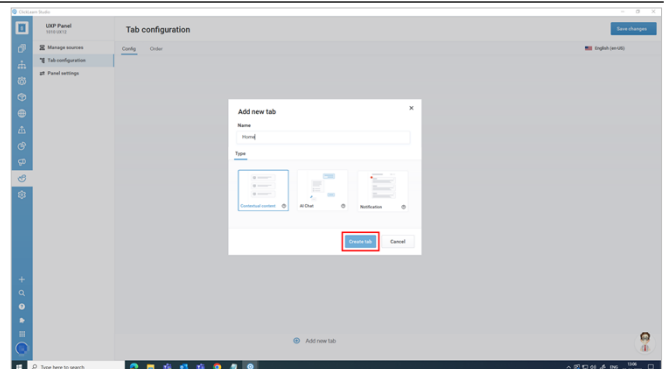 ClickLearn Studio
UXP Panel
Tab configuration
Save changes
Manage sources
Tab configuration
Panel settings
Config
Order
English (en-US)
Add new tab
Name
Home
Type
Contextual content
AI Chat
Notification
Create tab
Cancel
Add new tab
Type here to search
ENG